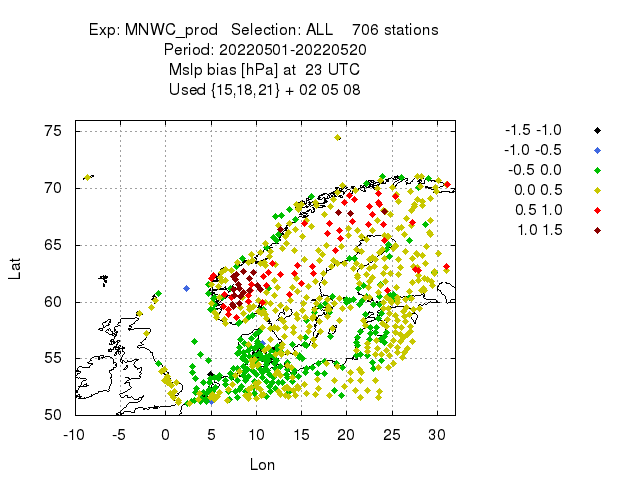 Exp: MNWC_prod Selection: ALL 706 stations
Period: 20220501-20220520
Mslp bias [hPa] at 23 UTC
Used {15,18,21} + 02 05 08
75
70
65
60
55
50
Lat
-10 -5 0 5 10 15 20 25 30
Lon
-1.5 -1.0
-1.0 -0.5
-0.5 0.0
0.0 0.5
0.5 1.0
1.0 1.5